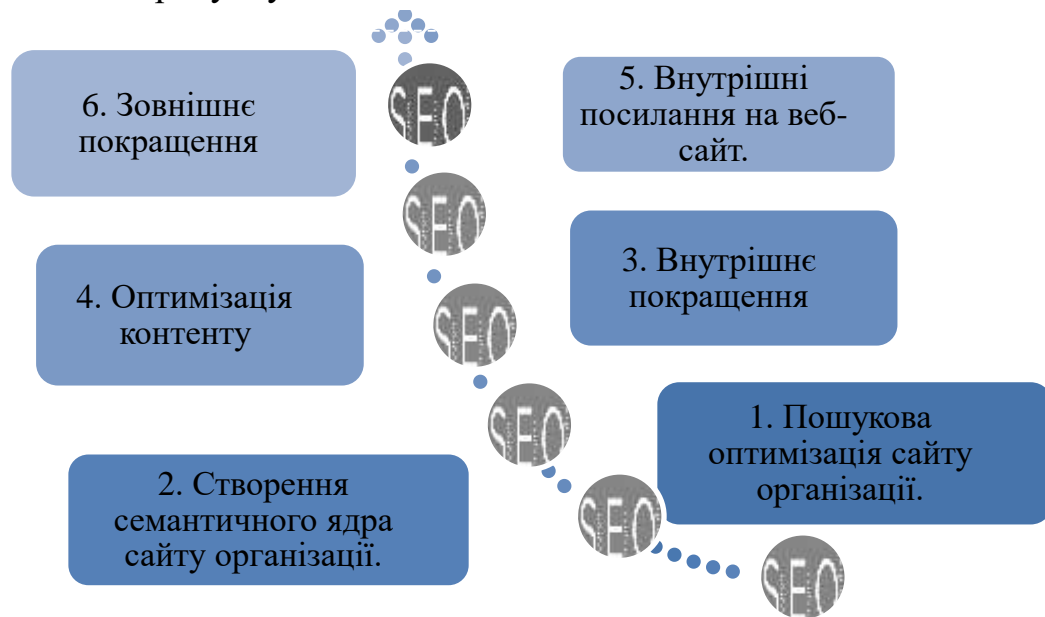 6. Зовнішнє
покращення
5. Внутрішні
посилання на веб-
сайт.
4. Оптимізація
контенту
3. Внутрішнє
покращення
2. Створення
семантичного ядра
сайту організації.
1. Пошукова
оптимізація сайту
організації.
SEO
SEO
SEO
SEO
SEO
SEO